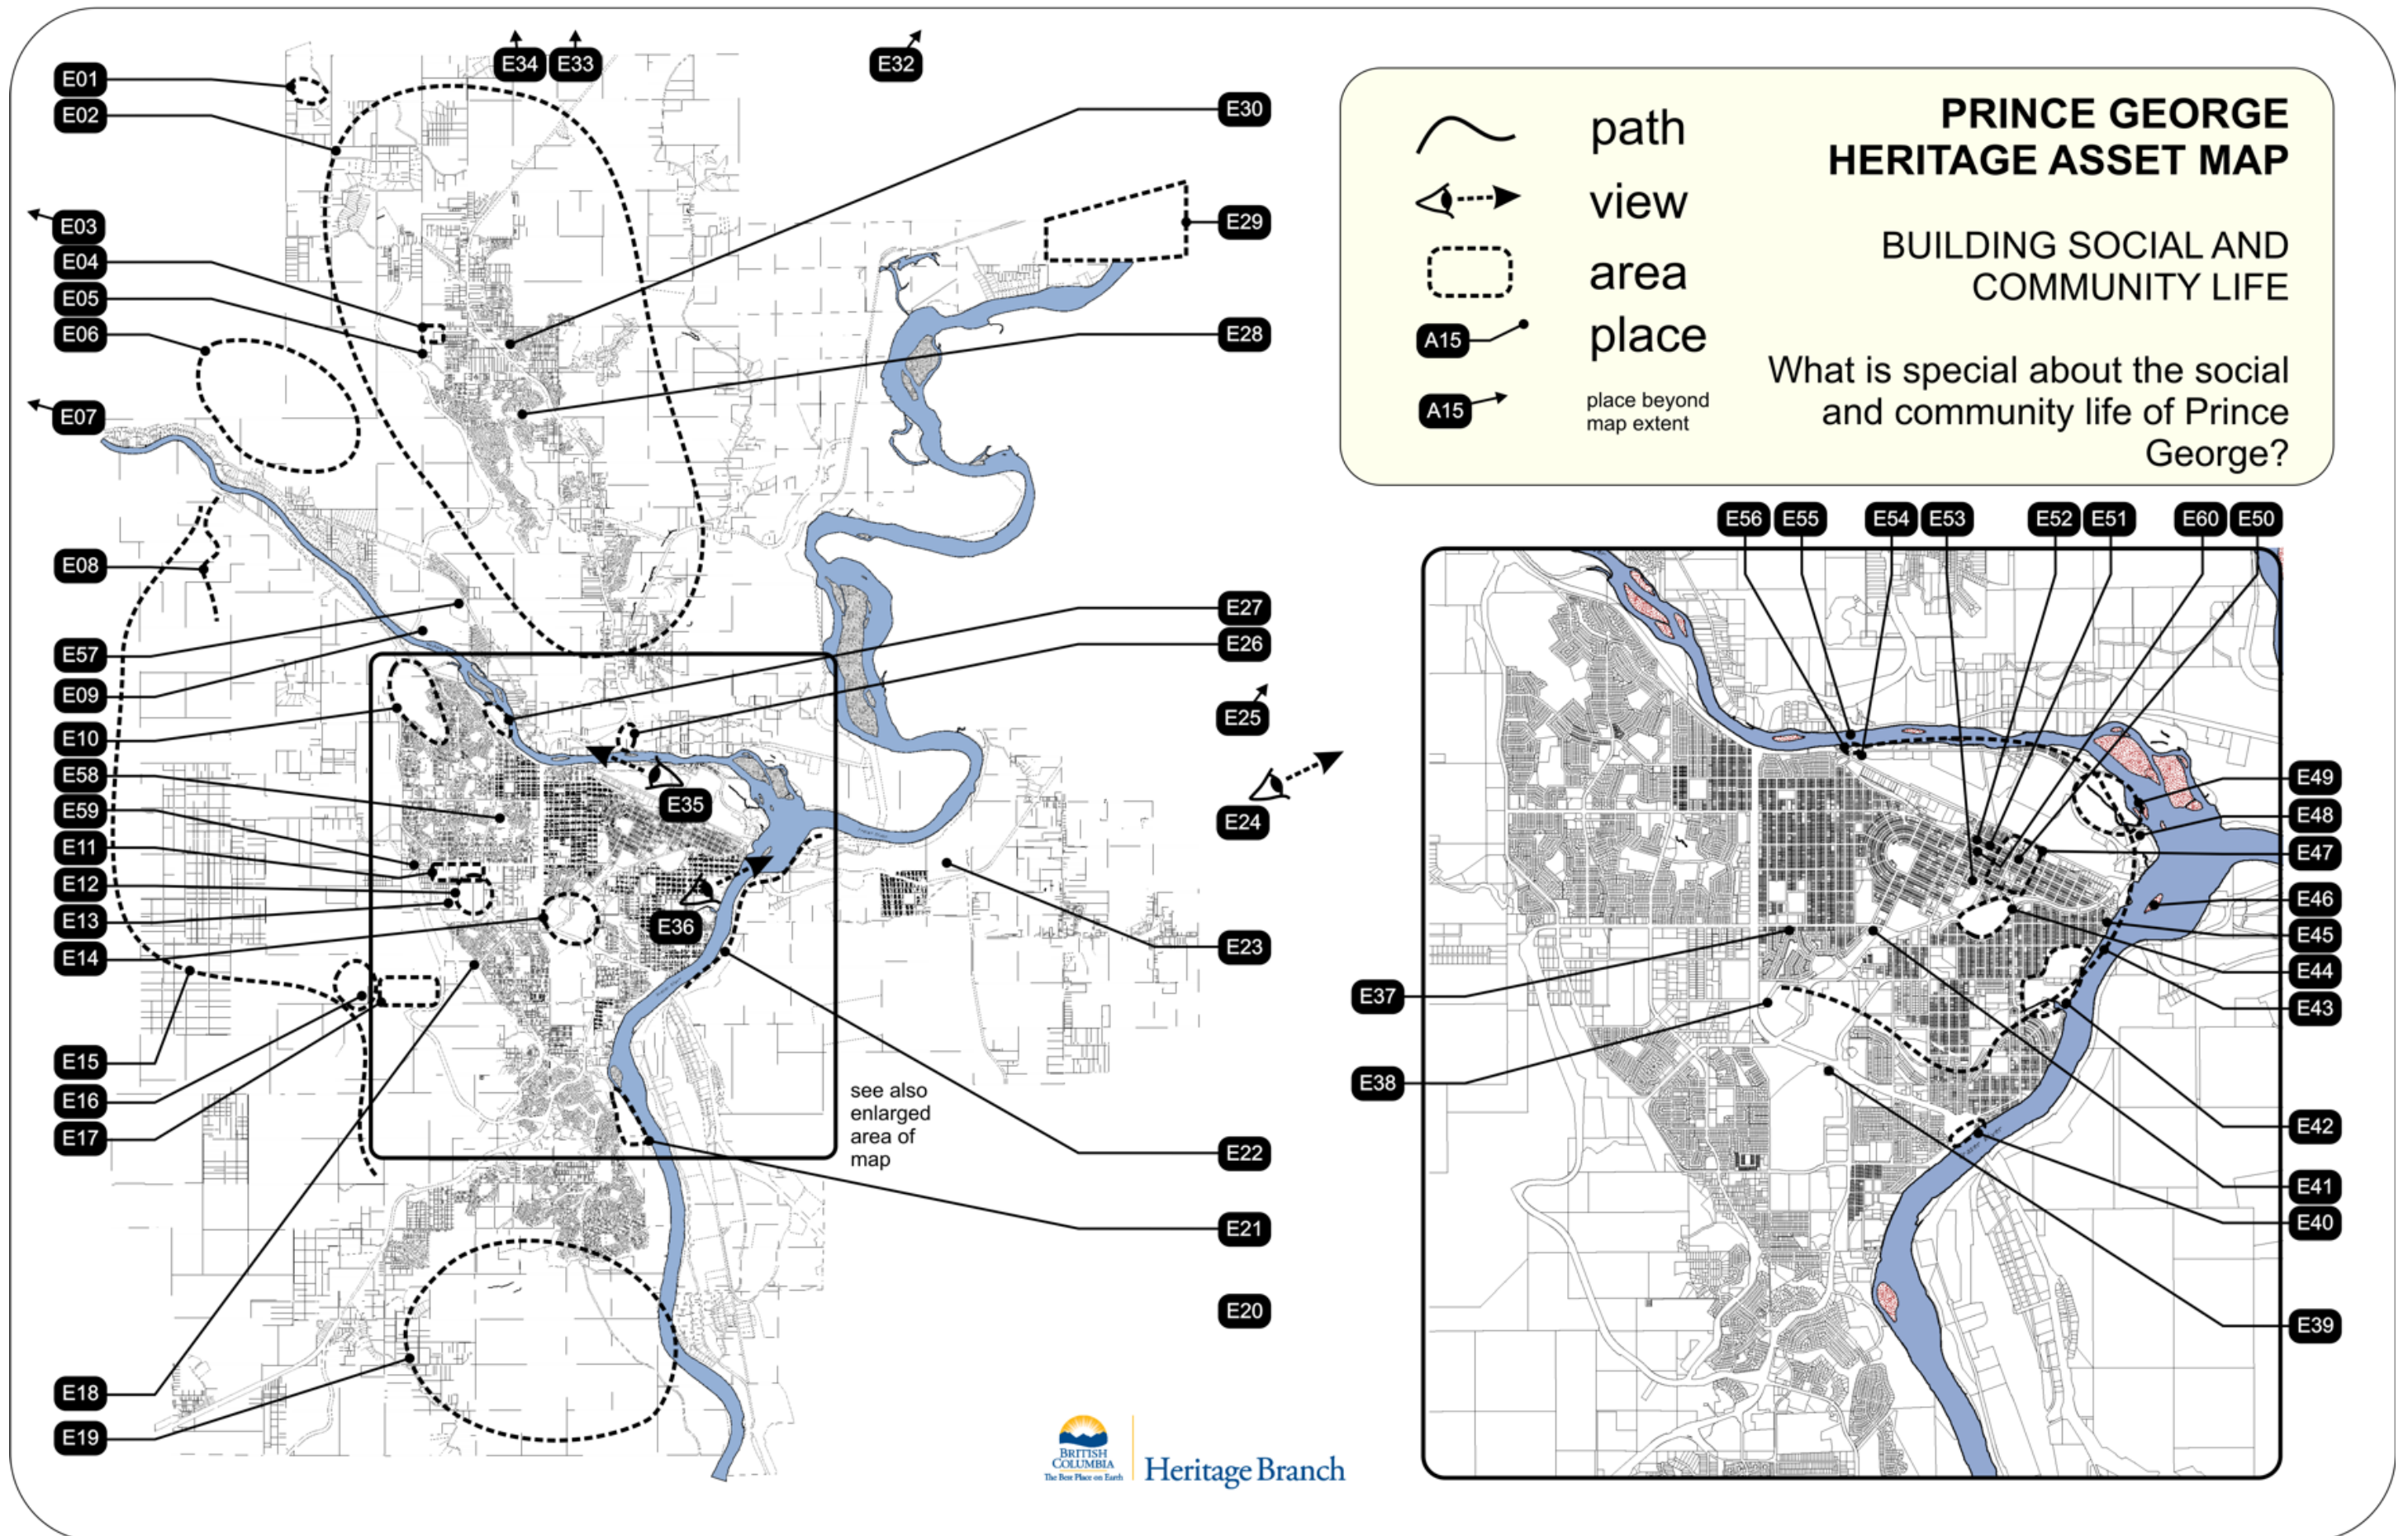 E01
E02
E03
E04
E05
E06
E07
E08
E57
E09
E10
E58
E59
E11
E12
E13
E14
E15
E16
E17
E18
E19
E34 E33
E32
E30
E29
E28
E27
E26
E25
E24
E23
E22
E21
E20
E35
E36
see also
enlarged
area of
map
path
view
area
A15
place
A15
place beyond
map extent
PRINCE GEORGE
HERITAGE ASSET MAP
BUILDING SOCIAL AND
COMMUNITY LIFE
What is special about the social
and community life of Prince
George?
E56 E55 E54 E53 E52 E51 E60 E50
E49
E48
E47
E46
E45
E44
E43
E42
E41
E40
E39
E37
E38
BRITISH
COLUMBIA
The Best Place on Earth
Heritage Branch